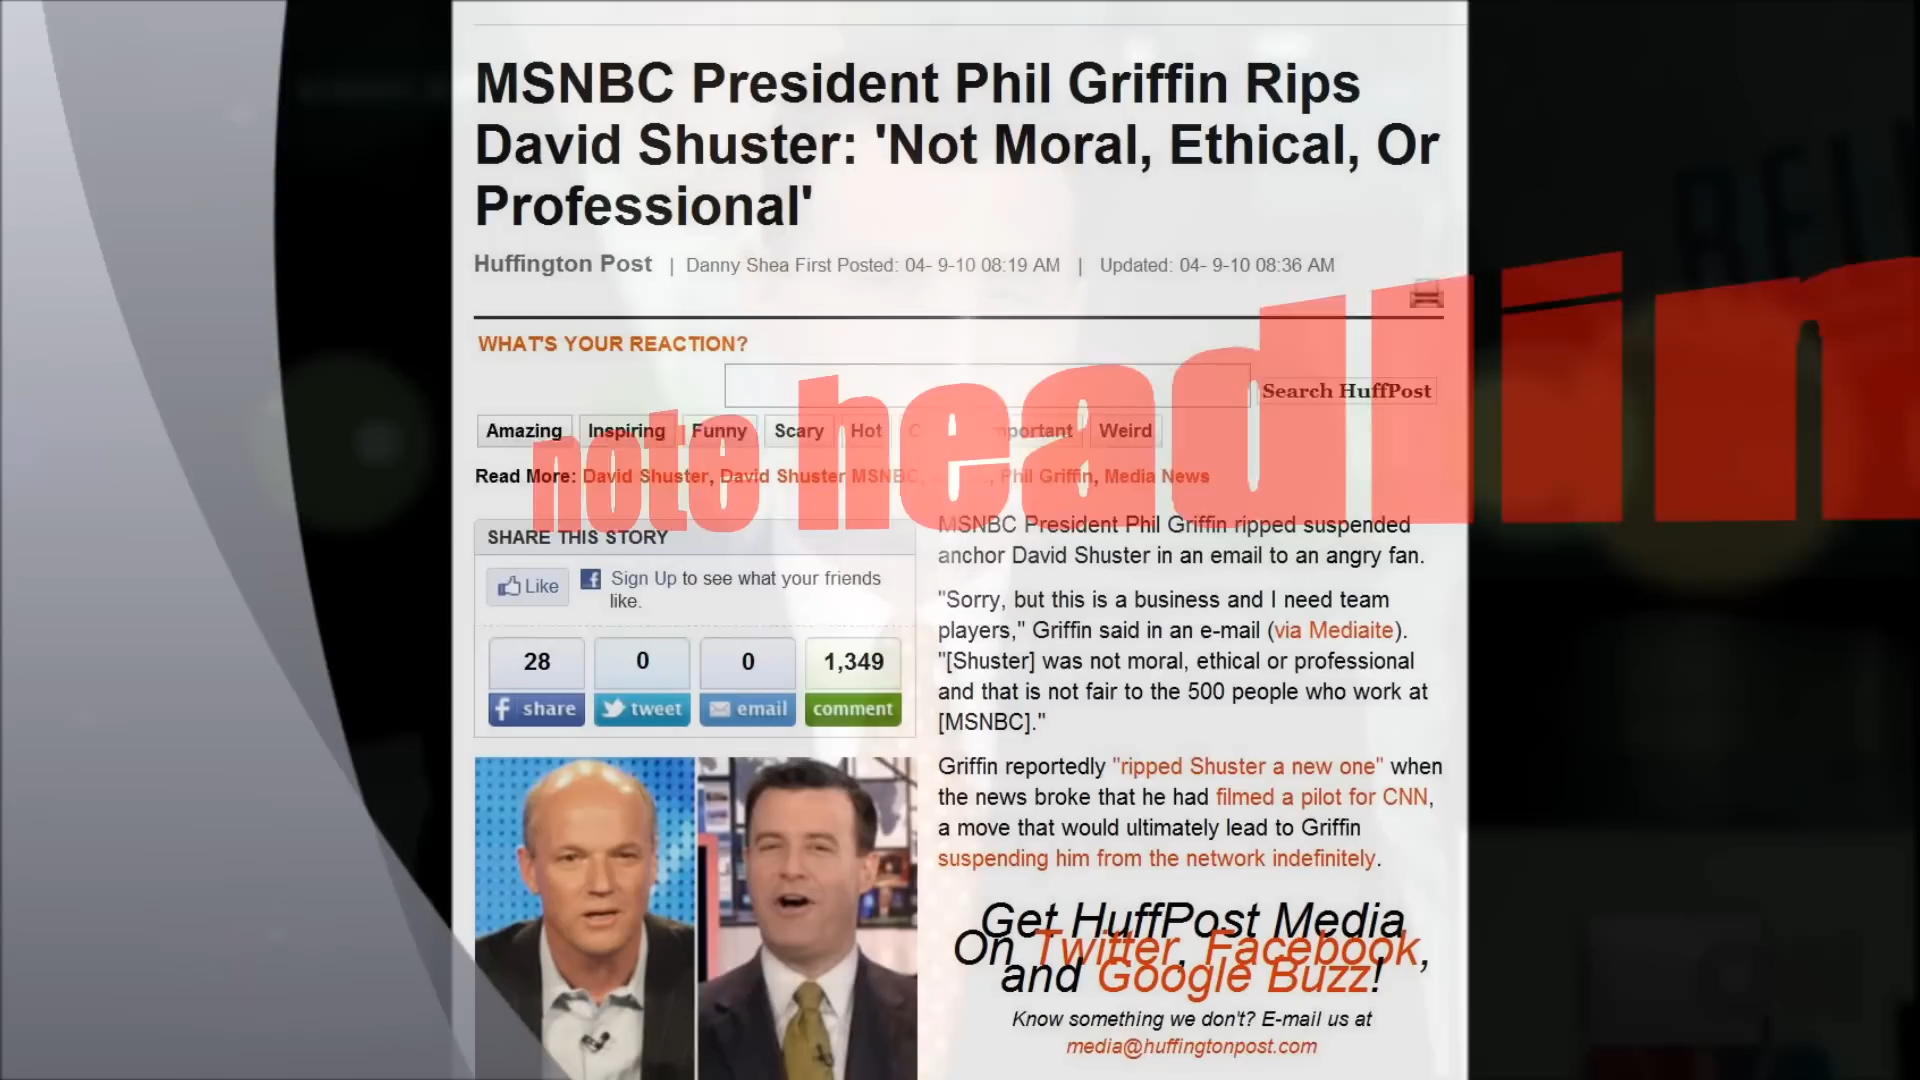 MSNBC President Phil Griffin Rips
David Shuster: 'Not Moral, Ethical, Or
Professional'
Huffington Post | Danny Shea First Posted: 04- 9-10 08:19 AM | Updated: 04- 9-10 08:36 AM
WHAT'S YOUR REACTION?
Search HuffPost
Amazing Inspiring Funny Scary Hot Weird
note headlin
Read More: David Shuster, David Shuster MSNBC, Phil Griffin, Media News
SHARE THIS STORY
Like
Sign Up to see what your friends
like.
28 0 0 1,349
share tweet email comment
MSNBC President Phil Griffin ripped suspended
anchor David Shuster in an email to an angry fan.
"Sorry, but this is a business and I need team
players," Griffin said in an e-mail (via Mediaite).
"[Shuster] was not moral, ethical or professional
and that is not fair to the 500 people who work at
[MSNBC]."
Griffin reportedly "ripped Shuster a new one" when
the news broke that he had filmed a pilot for CNN,
a move that would ultimately lead to Griffin
suspending him from the network indefinitely.
Get HuffPost Media
On Twitter, Facebook,
and Google Buzz!
Know something we don't? E-mail us at
media@huffingtonpost.com